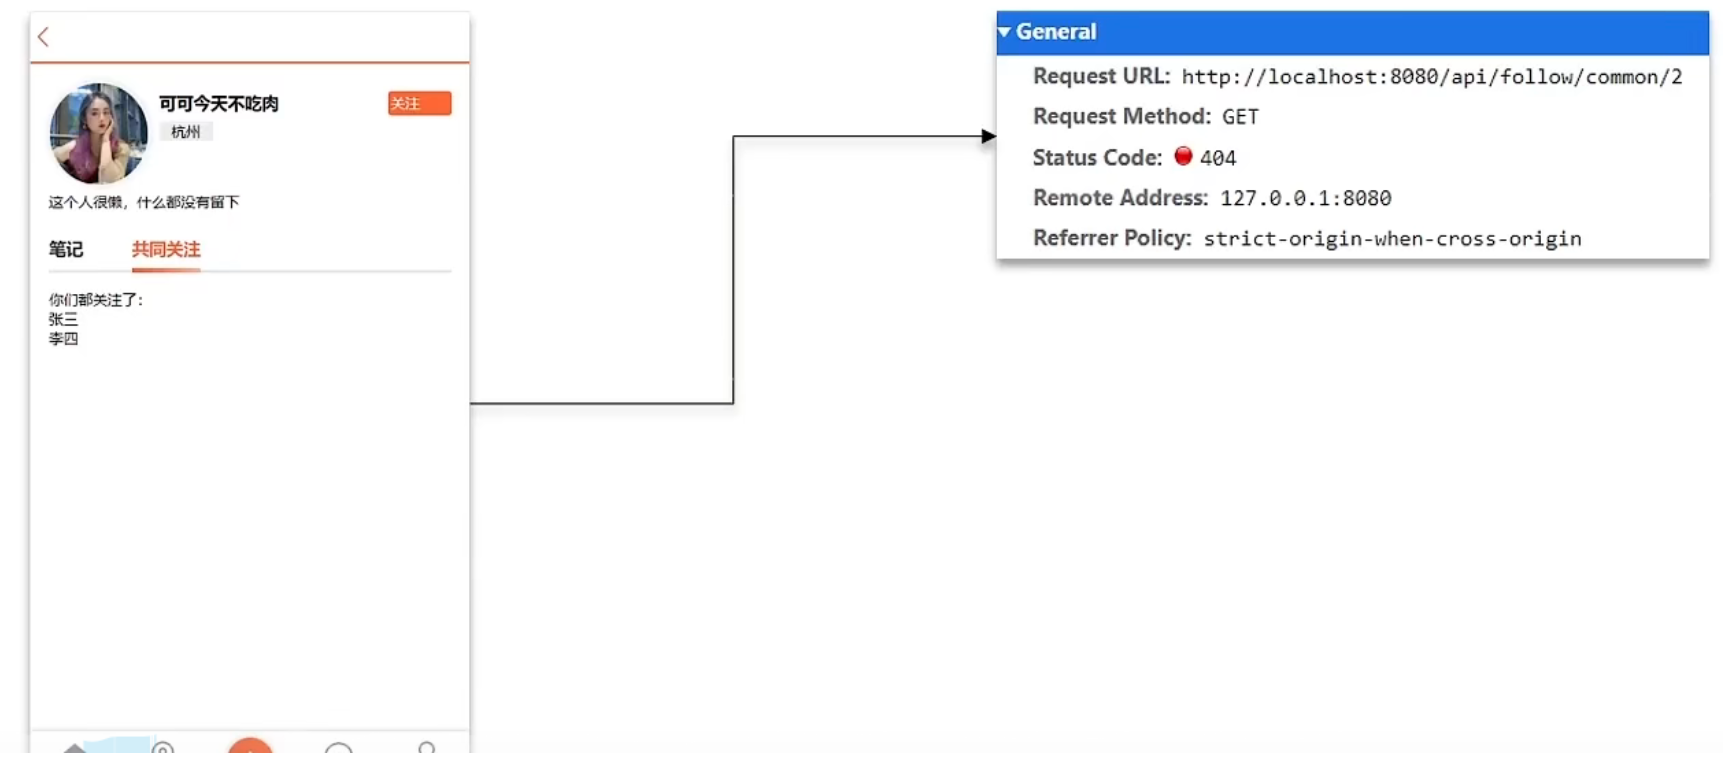 可可今天不吃肉
关注
杭州
这个人很懒，什么都没有留下
笔记
共同关注
你们都关注了：
张三
李四
General
Request URL: http://localhost:8080/api/follow/common/2
Request Method: GET
Status Code: 404
Remote Address: 127.0.0.1:8080
Referrer Policy: strict-origin-when-cross-origin